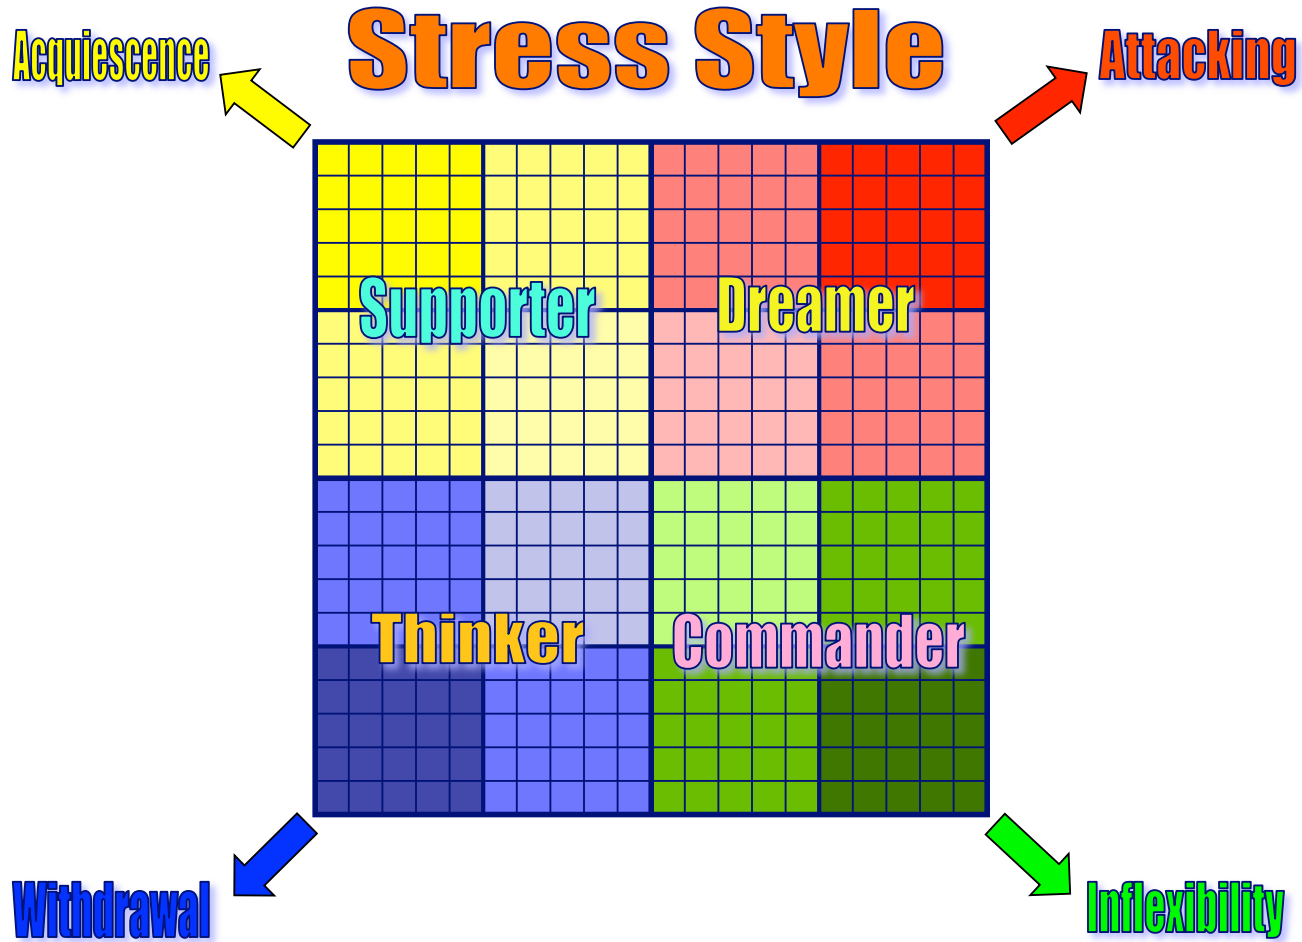 Stress Style
Acquiescence
Attacking
Supporter
Dreamer
Thinker
Commander
Withdrawal
Inflexibility